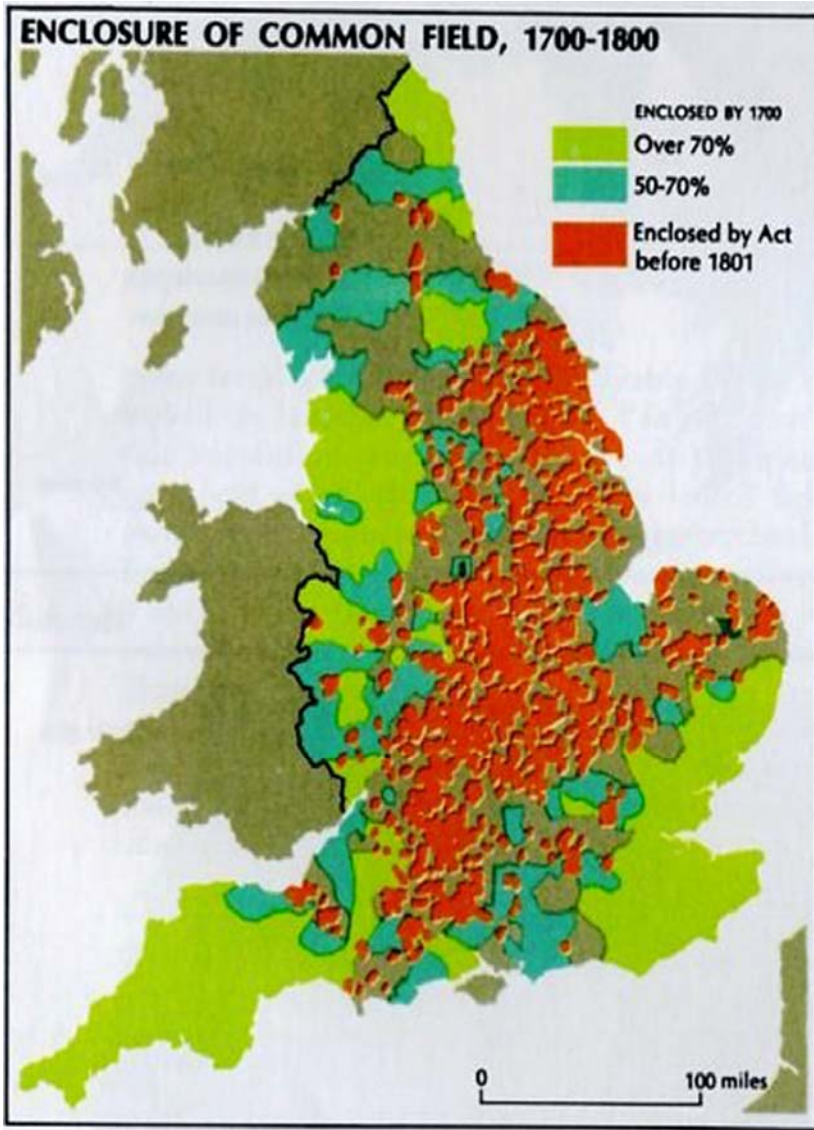 ENCLOSURE OF COMMON FIELD, 1700-1800
ENCLOSED BY 1700
Over 70%
50-70%
Enclosed by Act
before 1801
0 100 miles